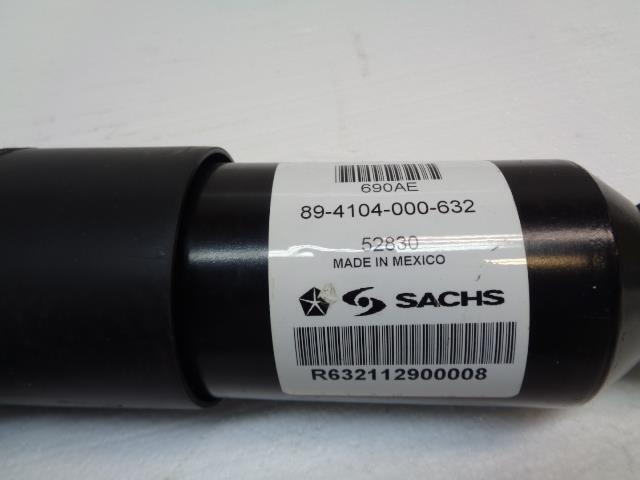 690AE
89-4104-000-632
52830
MADE IN MEXICO
SACHS
R632112900008